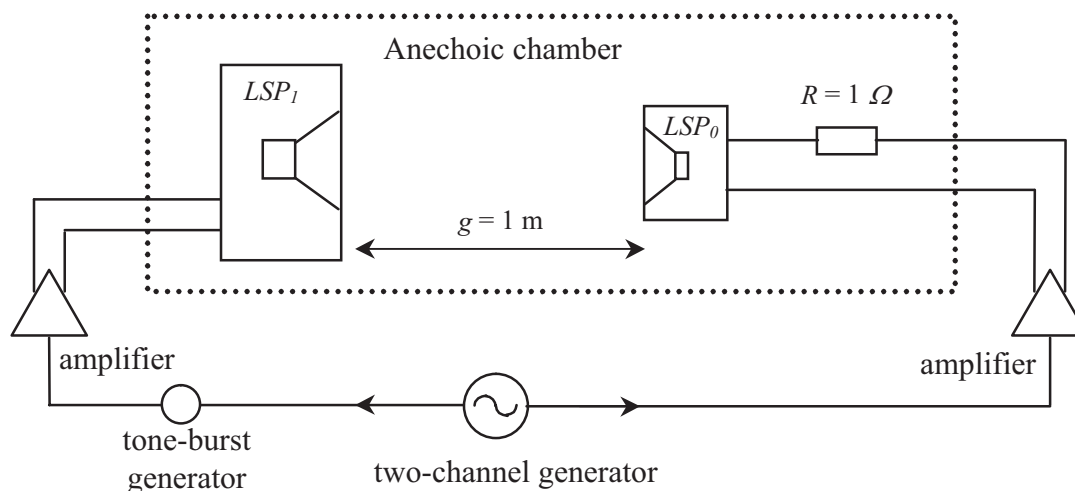 Anechoic chamber
LSP1
LSP0
R = 1 Ω
g = 1 m
amplifier
amplifier
tone-burst
generator
two-channel generator